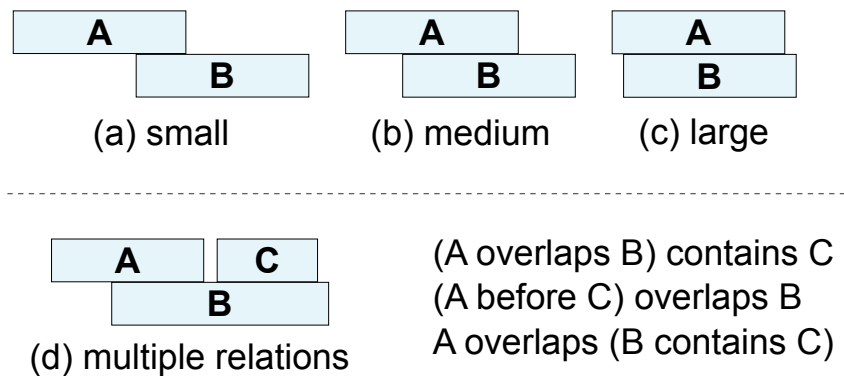 A
B
(a) small
A
B
(b) medium
A
B
(c) large
A
C
B
(d) multiple relations
(A overlaps B) contains C
(A before C) overlaps B
A overlaps (B contains C)